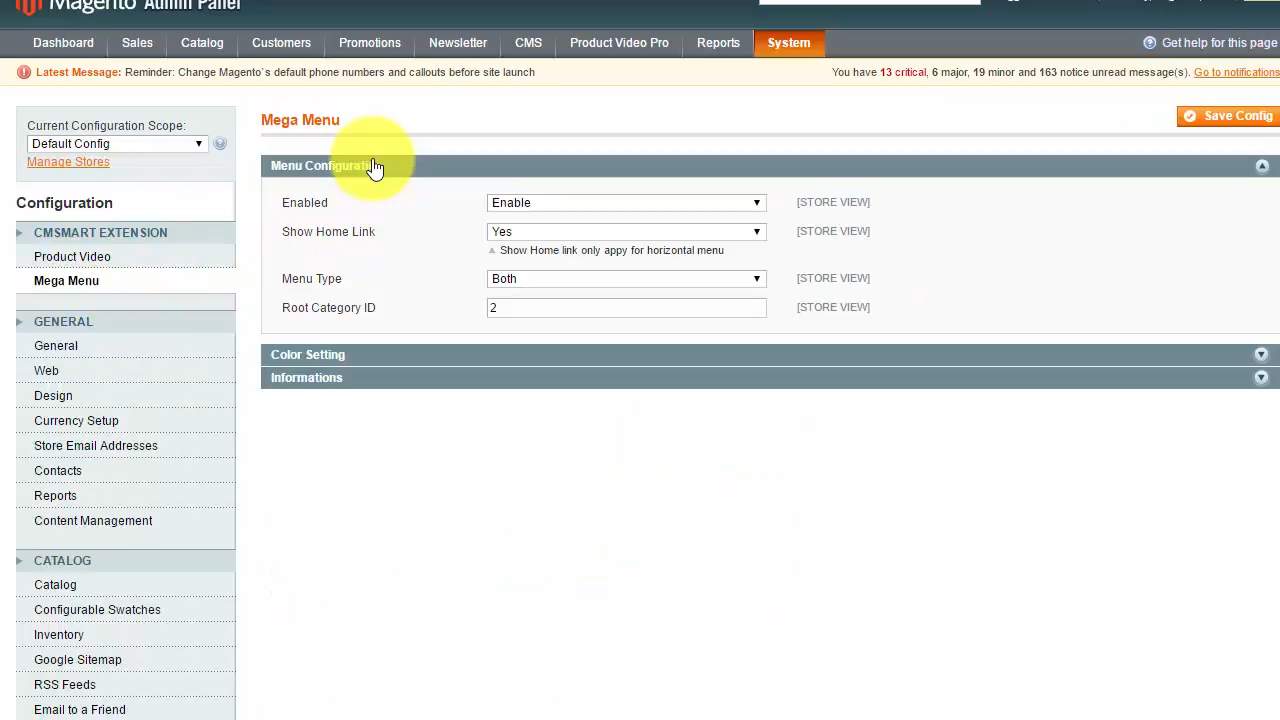 Magento Admin Panel
Dashboard Sales Catalog Customers Promotions Newsletter CMS Product Video Pro Reports System Get help for this page
Latest Message: Reminder: Change Magento`s default phone numbers and callouts before site launch You have 13 critical, 6 major, 19 minor and 163 notice unread message(s). Go to notifications
Current Configuration Scope:
Default Config
Manage Stores
Configuration
CMSMART EXTENSION
Product Video
Mega Menu
GENERAL
General
Web
Design
Currency Setup
Store Email Addresses
Contacts
Reports
Content Management
CATALOG
Catalog
Configurable Swatches
Inventory
Google Sitemap
RSS Feeds
Email to a Friend
Mega Menu Save Config
Menu Configuration
Enabled Enable [STORE VIEW]
Show Home Link Yes [STORE VIEW]
Show Home link only appy for horizontal menu
Menu Type Both [STORE VIEW]
Root Category ID 2 [STORE VIEW]
Color Setting
Informations